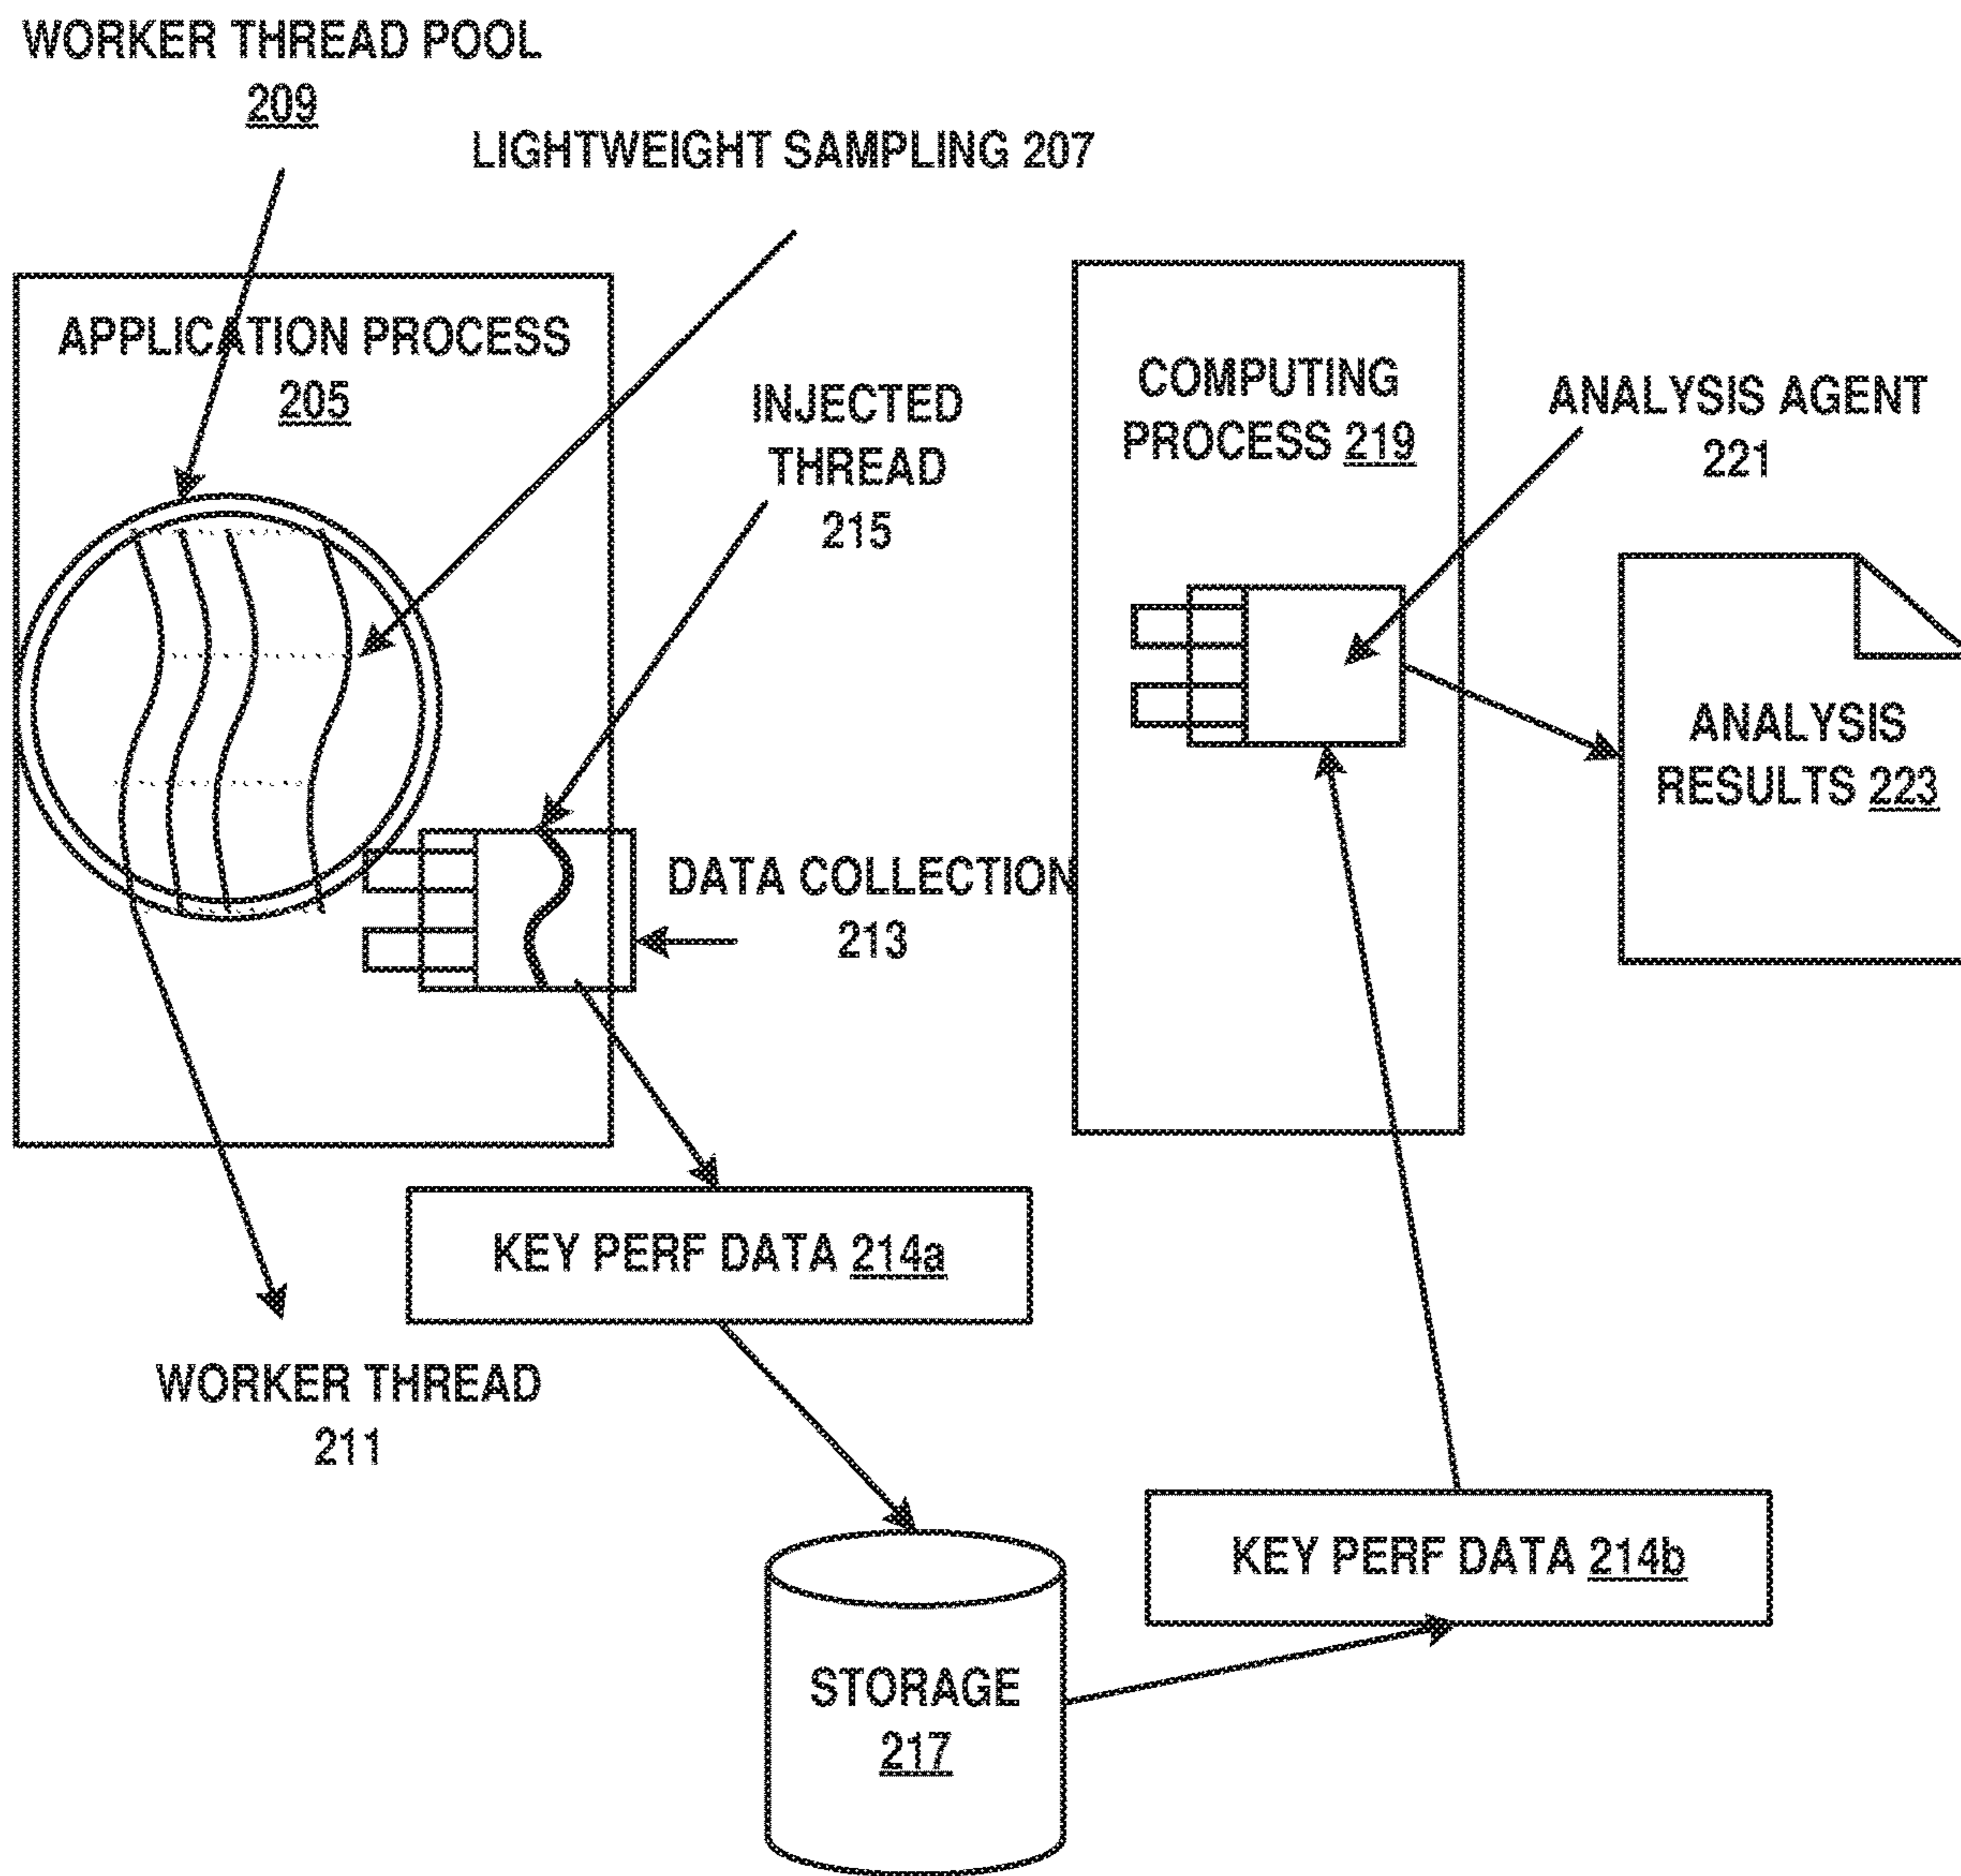 WORKER THREAD POOL
209
LIGHTWEIGHT SAMPLING 207
APPLICATION PROCESS
205
INJECTED
THREAD
215
COMPUTING
PROCESS 219
ANALYSIS AGENT
221
ANALYSIS
RESULTS 223
DATA COLLECTION
213
KEY PERF DATA 214a
WORKER THREAD
211
KEY PERF DATA 214b
STORAGE
217